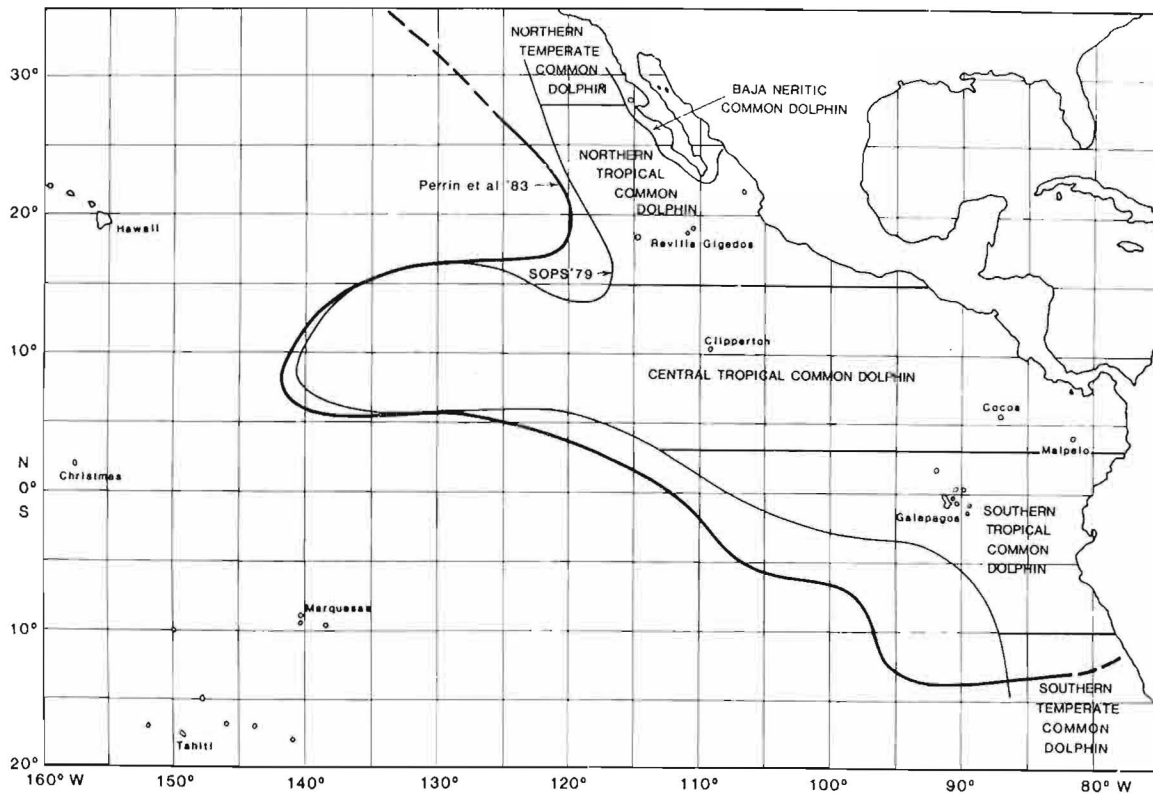 NORTHERN
TEMPERATE
COMMON
DOLPHIN
30°
BAJA NERITIC
COMMON DOLPHIN
NORTHERN
TROPICAL
COMMON
DOLPHIN
Perrin et al '83
20°
Hawaii
Revilla Gigedos
SOPS'79
10°
Clipperton
CENTRAL TROPICAL COMMON DOLPHIN
Cocos
Malpelo
N
Christmas
0°
S
Galapagos
SOUTHERN
TROPICAL
COMMON
DOLPHIN
Marquesas
10°
SOUTHERN
TEMPERATE
COMMON
DOLPHIN
Tahiti
20°
160° W
140°
130°
120°
110°
100°
90°
80° W